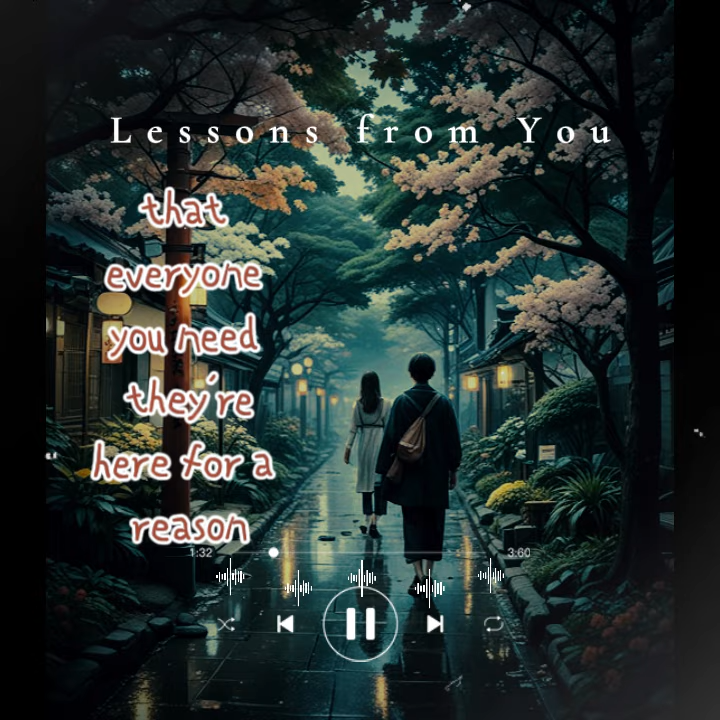 Lessons from You
that
everyone
you need
they're
here for a
reason
1:32 3:60